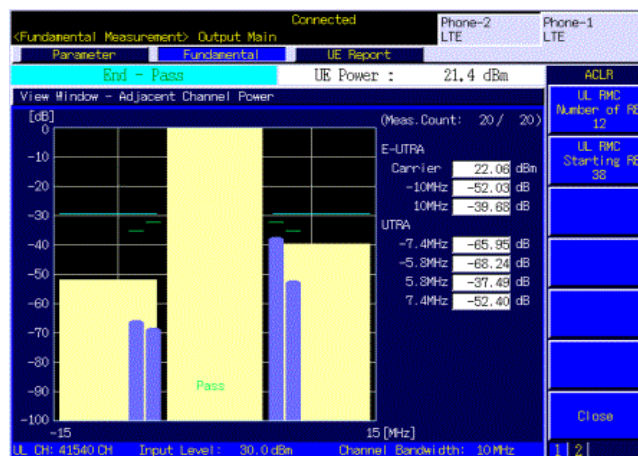 Connected
Phone-2
LTE
Phone-1
LTE
<Fundamental Measurement> Output Main
Parameter
Fundamental
UE Report
End - Pass
UE Power : 21.4 dBm
ACLR
View Window - Adjacent Channel Power
UL RMC
Number of RB
12
UL RMC
Starting RB
38
[dB]
(Meas.Count: 20/ 20)
0
-10
-20
-30
-40
-50
-60
-70
-80
-90
-100
E-UTRA
Carrier 22.06 dBm
-10MHz -52.03 dB
10MHz -39.68 dB
UTRA
-7.4MHz -65.95 dB
-5.8MHz -68.24 dB
5.8MHz -37.49 dB
7.4MHz -52.40 dB
Pass
-15
15 [MHz]
Close
UL CH: 41540 CH Input Level: 30.0 dBm Channel Bandwidth: 10 MHz
1 2